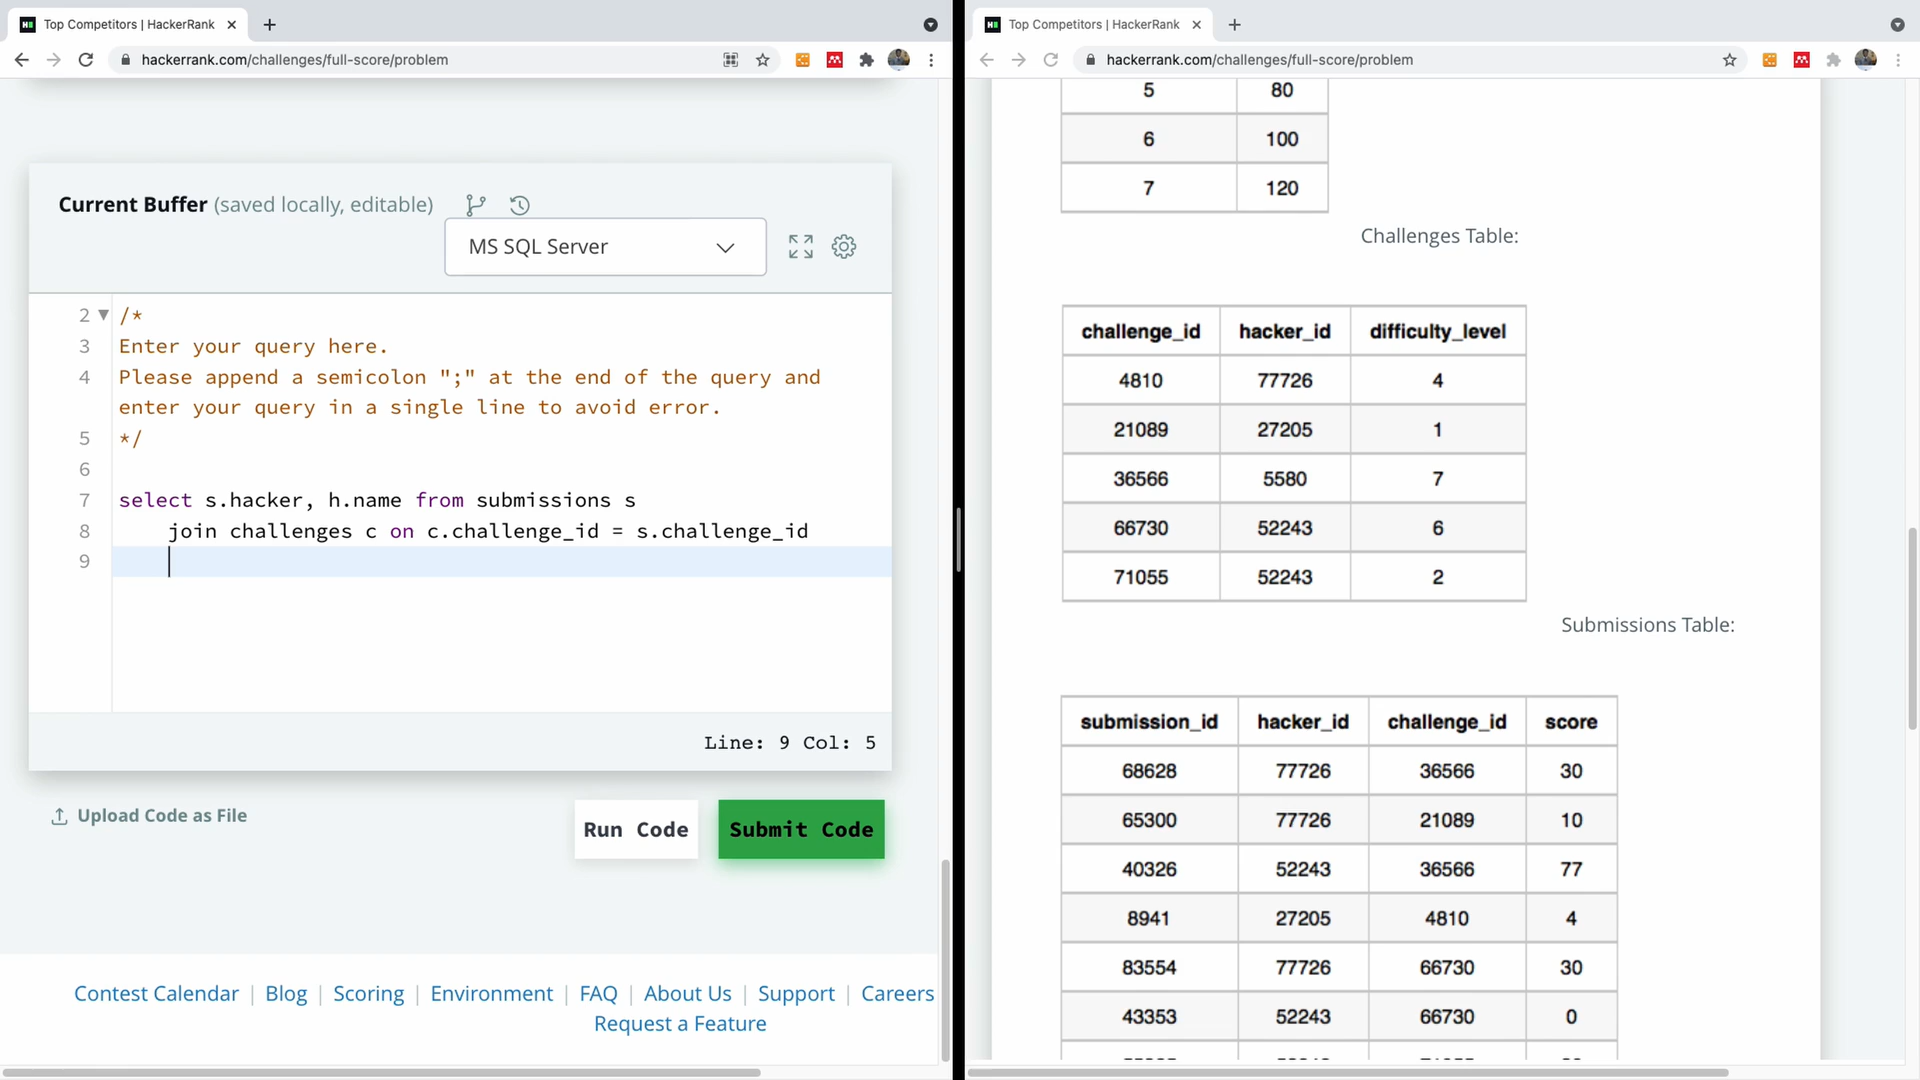 Top Competitors | HackerRank
hackerrank.com/challenges/full-score/problem
Current Buffer (saved locally, editable)
MS SQL Server
2 /*
3 Enter your query here.
4 Please append a semicolon ";" at the end of the query and
enter your query in a single line to avoid error.
5 */
6
7 select s.hacker, h.name from submissions s
8 join challenges c on c.challenge_id = s.challenge_id
9
Line: 9 Col: 5
Upload Code as File
Run Code
Submit Code
Contest Calendar | Blog | Scoring | Environment | FAQ | About Us | Support | Careers
Request a Feature
Top Competitors | HackerRank
hackerrank.com/challenges/full-score/problem
5 80
6 100
7 120
Challenges Table:
challenge_id hacker_id difficulty_level
4810 77726 4
21089 27205 1
36566 5580 7
66730 52243 6
71055 52243 2
Submissions Table:
submission_id hacker_id challenge_id score
68628 77726 36566 30
65300 77726 21089 10
40326 52243 36566 77
8941 27205 4810 4
83554 77726 66730 30
43353 52243 66730 0